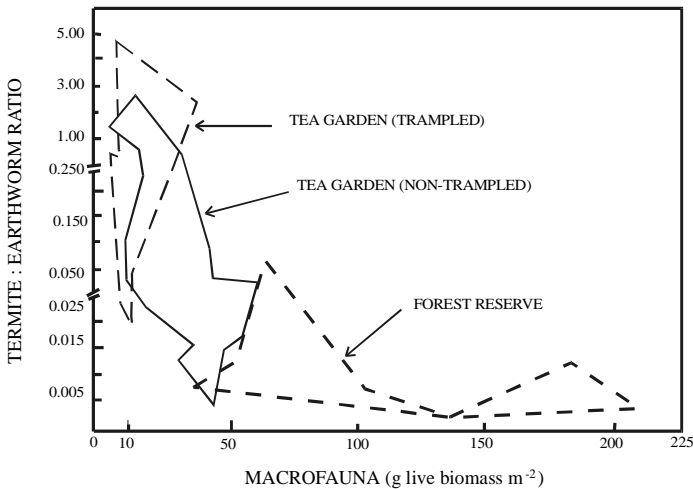 5.00
3.00
1.00
0.250
0.150
0.050
0.025
0.015
0.005
TERMITE : EARTHWORM RATIO
TEA GARDEN (TRAMPLED)
TEA GARDEN (NON-TRAMPLED)
FOREST RESERVE
0 10 50 100 150 200 225
MACROFAUNA (g live biomass m⁻²)